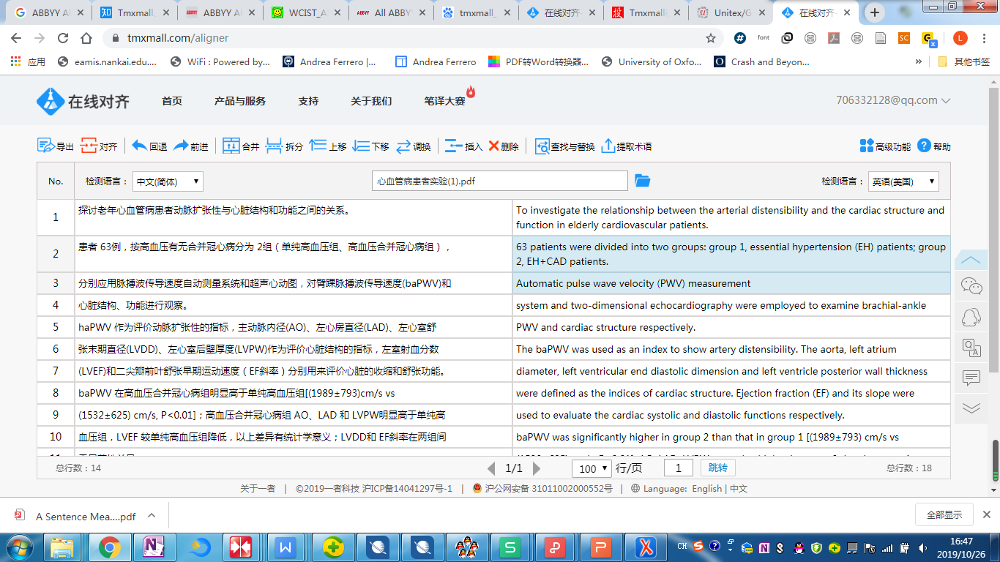 ABBYY Al
Tmxmall_
ABBYY Al
WCIST_A
All ABBY
tmxmall_
在线对齐-
Tmxmall
Unitex/G
在线对齐-
tmxmall.com/aligner
font
SC
L
应用
eamis.nankai.edu....
WiFi : Powered by...
Andrea Ferrero |...
Andrea Ferrero
PDF转Word转换器...
University of Oxfo...
Crash and Beyon...
»
其他书签
在线对齐
首页
产品与服务
支持
关于我们
笔译大赛
706332128@qq.com
导出
对齐
回退
前进
合并
拆分
上移
下移
调换
插入
删除
查找与替换
提取术语
高级功能
帮助
No.
检测语言：
中文(简体)
心血管病患者实验(1).pdf
检测语言：
英语(美国)
1
探讨老年心血管病患者动脉扩张性与心脏结构和功能之间的关系。
To investigate the relationship between the arterial distensibility and the cardiac structure and
function in elderly cardiovascular patients.
2
患者 63例，按高血压有无合并冠心病分为 2组（单纯高血压组、高血压合并冠心病组），
63 patients were divided into two groups: group 1, essential hypertension (EH) patients; group
2, EH+CAD patients.
3
分别应用脉搏波传导速度自动测量系统和超声心动图，对臂踝脉搏波传导速度(baPWV)和
Automatic pulse wave velocity (PWV) measurement
4
心脏结构、功能进行观察。
system and two-dimensional echocardiography were employed to examine brachial-ankle
5
haPWV 作为评价动脉扩张性的指标，主动脉内径(AO)、左心房直径(LAD)、左心室舒
PWV and cardiac structure respectively.
6
张末期直径(LVDD)、左心室后壁厚度(LVPW)作为评价心脏结构的指标，左室射血分数
The baPWV was used as an index to show artery distensibility. The aorta, left atrium
7
(LVEF)和二尖瓣前叶舒张早期运动速度（EF斜率）分别用来评价心脏的收缩和舒张功能。
diameter, left ventricular end diastolic dimension and left ventricle posterior wall thickness
8
baPWV 在高血压合并冠心病组明显高于单纯高血压组[(1989±793)cm/s vs
were defined as the indices of cardiac structure. Ejection fraction (EF) and its slope were
9
(1532±625) cm/s, P<0.01]；高血压合并冠心病组 AO、LAD 和 LVPW明显高于单纯高
used to evaluate the cardiac systolic and diastolic functions respectively.
10
血压组，LVEF 较单纯高血压组降低，以上差异有统计学意义；LVDD和 EF斜率在两组间
baPWV was significantly higher in group 2 than that in group 1 [(1989±793) cm/s vs
总行数：14
1/1
100
行/页
1
跳转
总行数：18
关于一者 | ©2019一者科技 沪ICP备14041297号-1 | 沪公网安备 31011002000552号 | Language: English | 中文
A Sentence Mea....pdf
全部显示
CH
16:47
2019/10/26